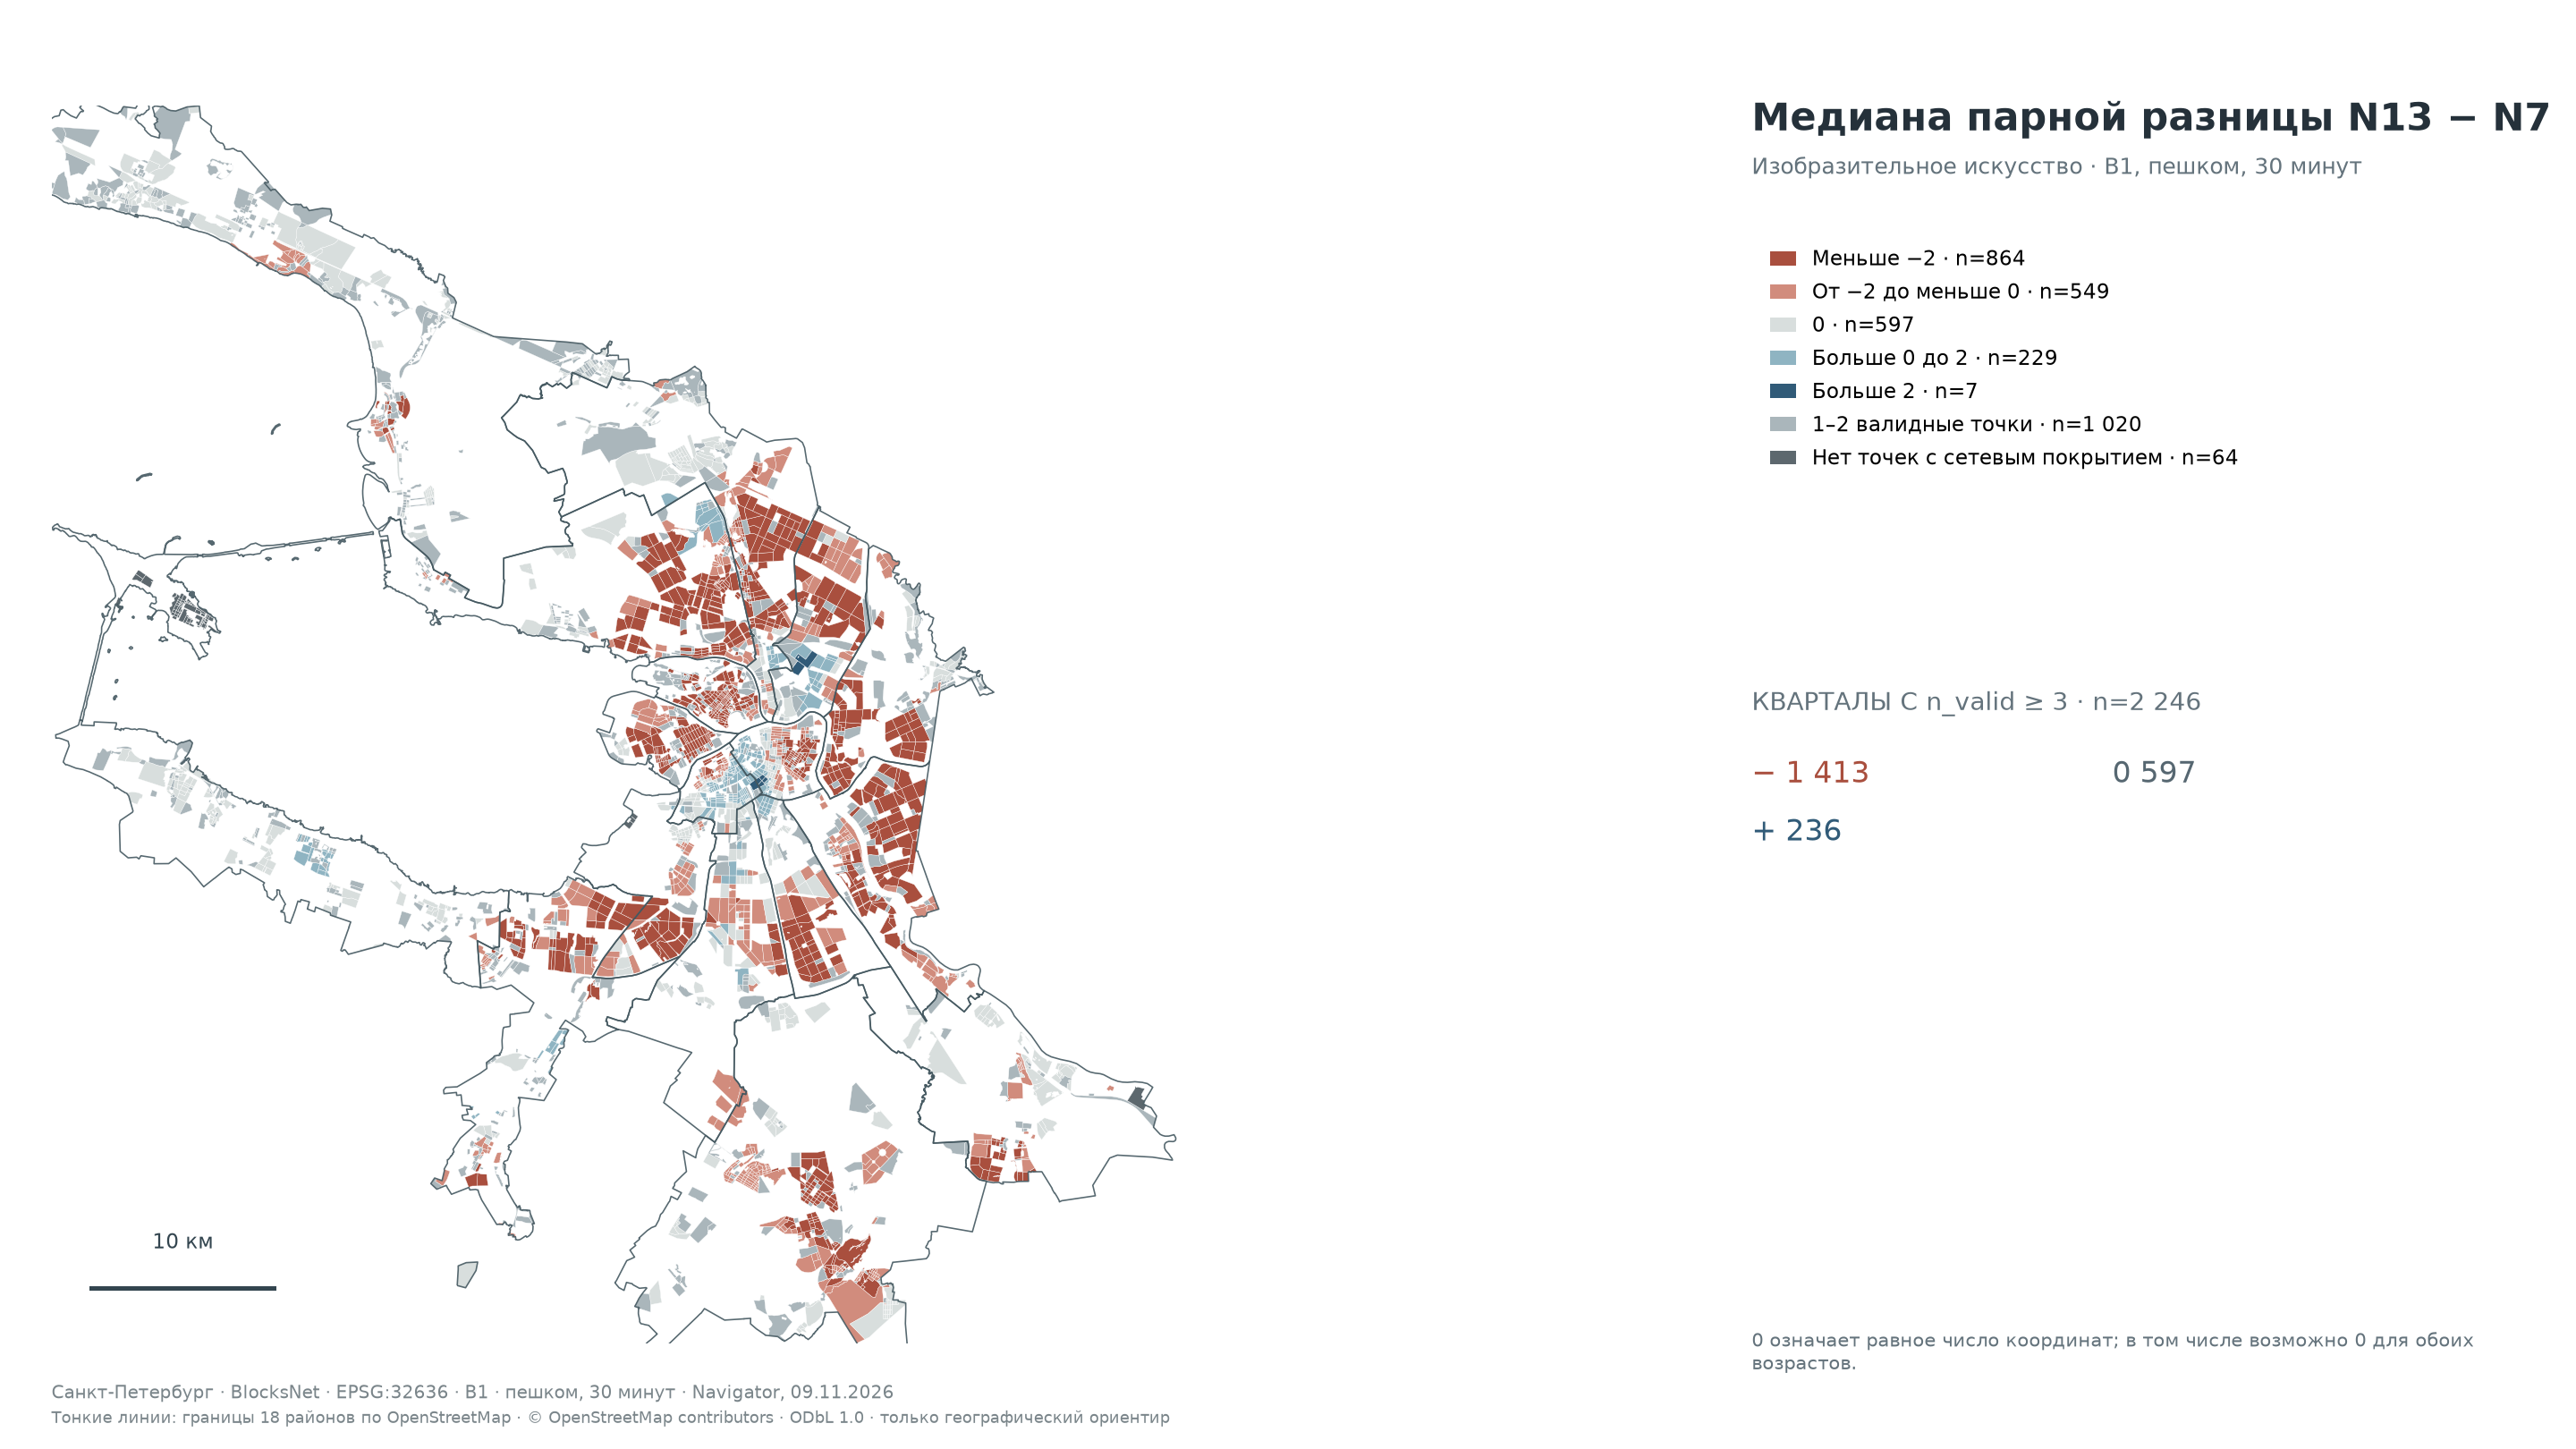 Медиана парной разницы N13 − N7
Изобразительное искусство · B1, пешком, 30 минут
Меньше −2 · n=864
От −2 до меньше 0 · n=549
0 · n=597
Больше 0 до 2 · n=229
Больше 2 · n=7
1–2 валидные точки · n=1 020
Нет точек с сетевым покрытием · n=64
КВАРТАЛЫ С n_valid ≥ 3 · n=2 246
− 1 413 0 597
+ 236
10 км
0 означает равное число координат; в том числе возможно 0 для обоих
возрастов.
Санкт-Петербург · BlocksNet · EPSG:32636 · B1 · пешком, 30 минут · Navigator, 09.11.2026
Тонкие линии: границы 18 районов по OpenStreetMap · © OpenStreetMap contributors · ODbL 1.0 · только географический ориентир